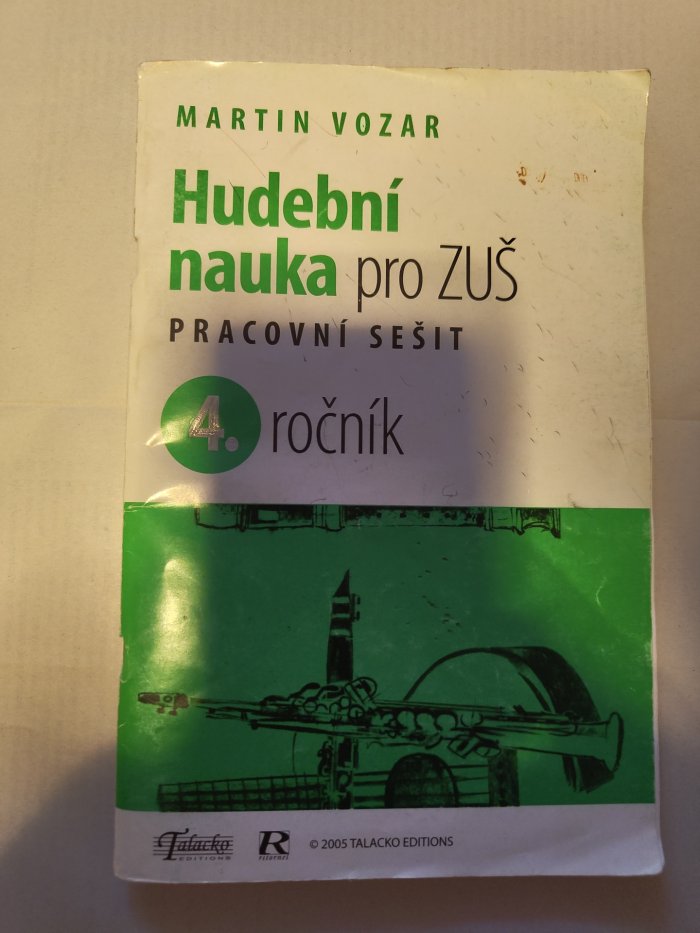 MARTIN VOZAR
Hudební
nauka pro ZUŠ
PRACOVNÍ SEŠIT
4. ročník
Talacko
EDITIONS
R
© 2005 TALACKO EDITIONS